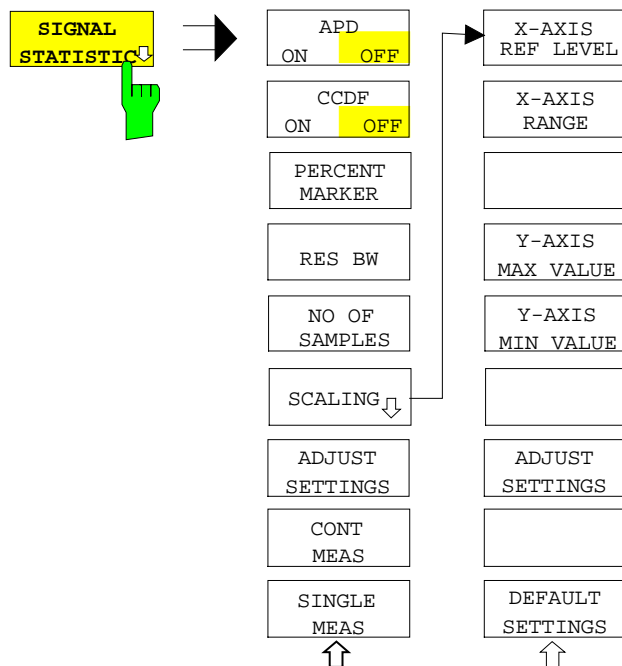 SIGNAL
STATISTIC
APD
ON OFF
CCDF
ON OFF
PERCENT
MARKER
RES BW
NO OF
SAMPLES
SCALING
ADJUST
SETTINGS
CONT
MEAS
SINGLE
MEAS
X-AXIS
REF LEVEL
X-AXIS
RANGE
Y-AXIS
MAX VALUE
Y-AXIS
MIN VALUE
ADJUST
SETTINGS
DEFAULT
SETTINGS